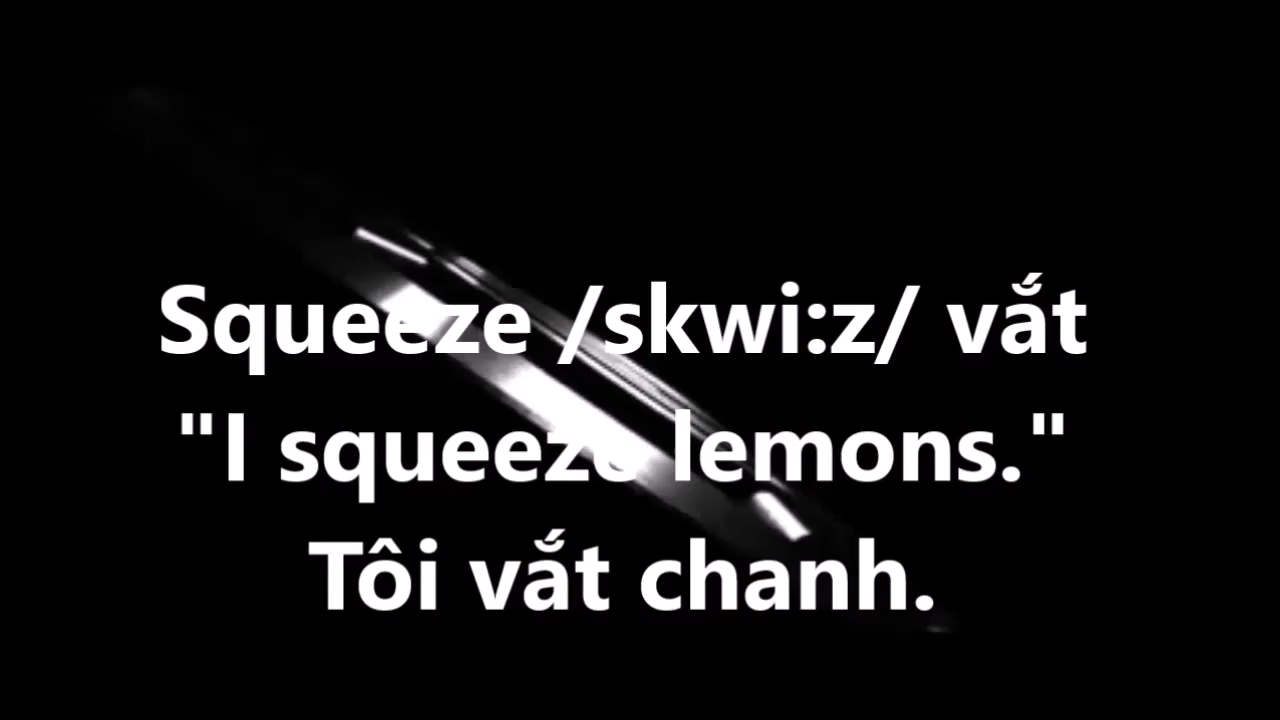 Squeeze /skwi:z/ vắt
"I squeeze lemons."
Tôi vắt chanh.